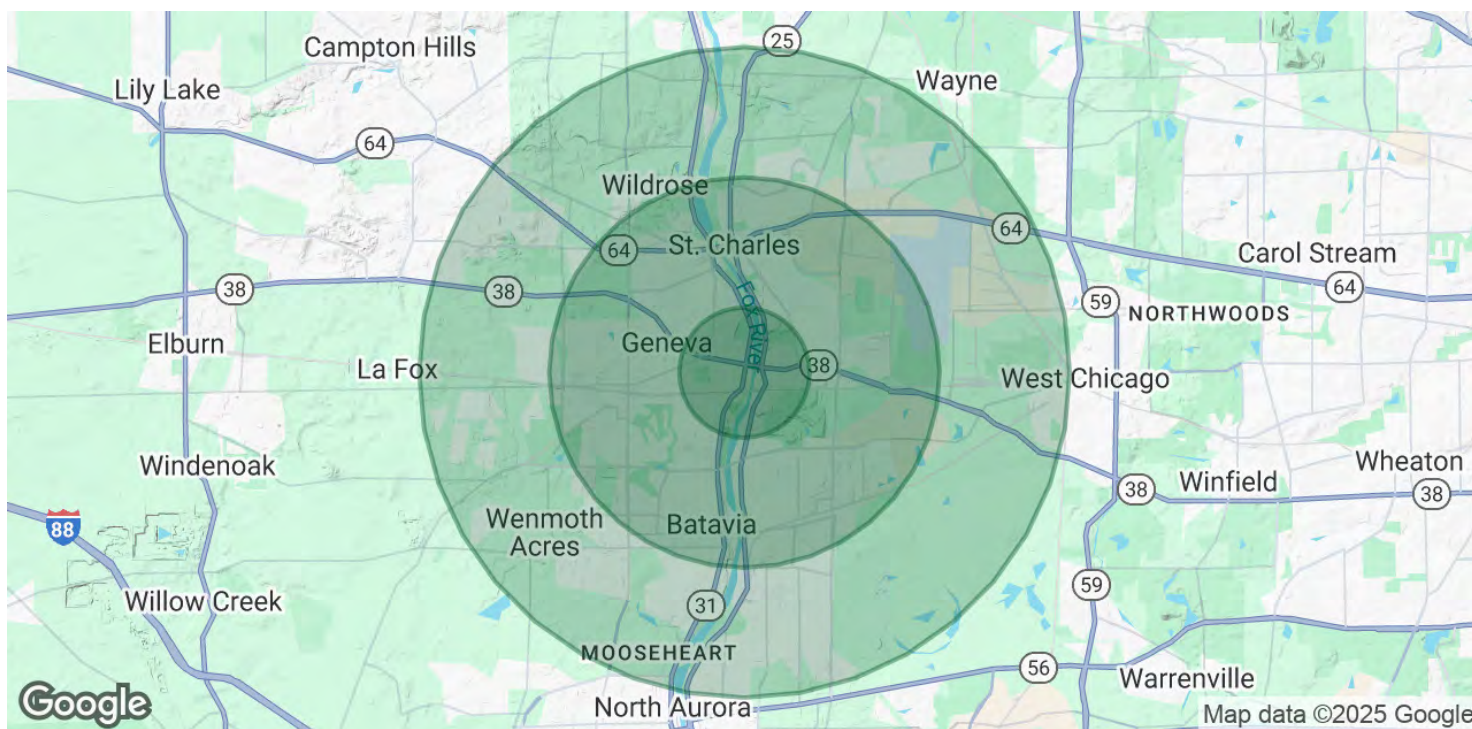 25
Campton Hills
Wayne
Lily Lake
64
Wildrose
64
St. Charles
64
Carol Stream
64
38
38
59
NORTHWOODS
Fox River
Elburn
Geneva
38
La Fox
West Chicago
Windenoak
Wheaton
Winfield
38
38
88
Wenmoth
Acres
Batavia
59
Willow Creek
31
MOOSEHEART
56
Warrenville
North Aurora
Google
Map data ©2025 Google